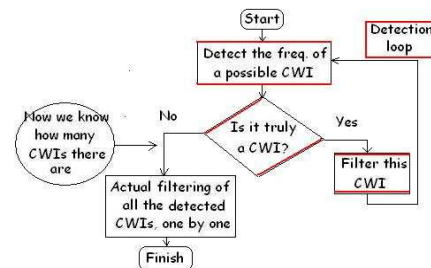 Start
Detection
loop
Detect the freq. of
a possible CWI
Now we know
how many
CWIs there
are
No
Is it truly
a CWI?
Yes
Filter this
CWI
Actual filtering of
all the detected
CWIs, one by one
Finish